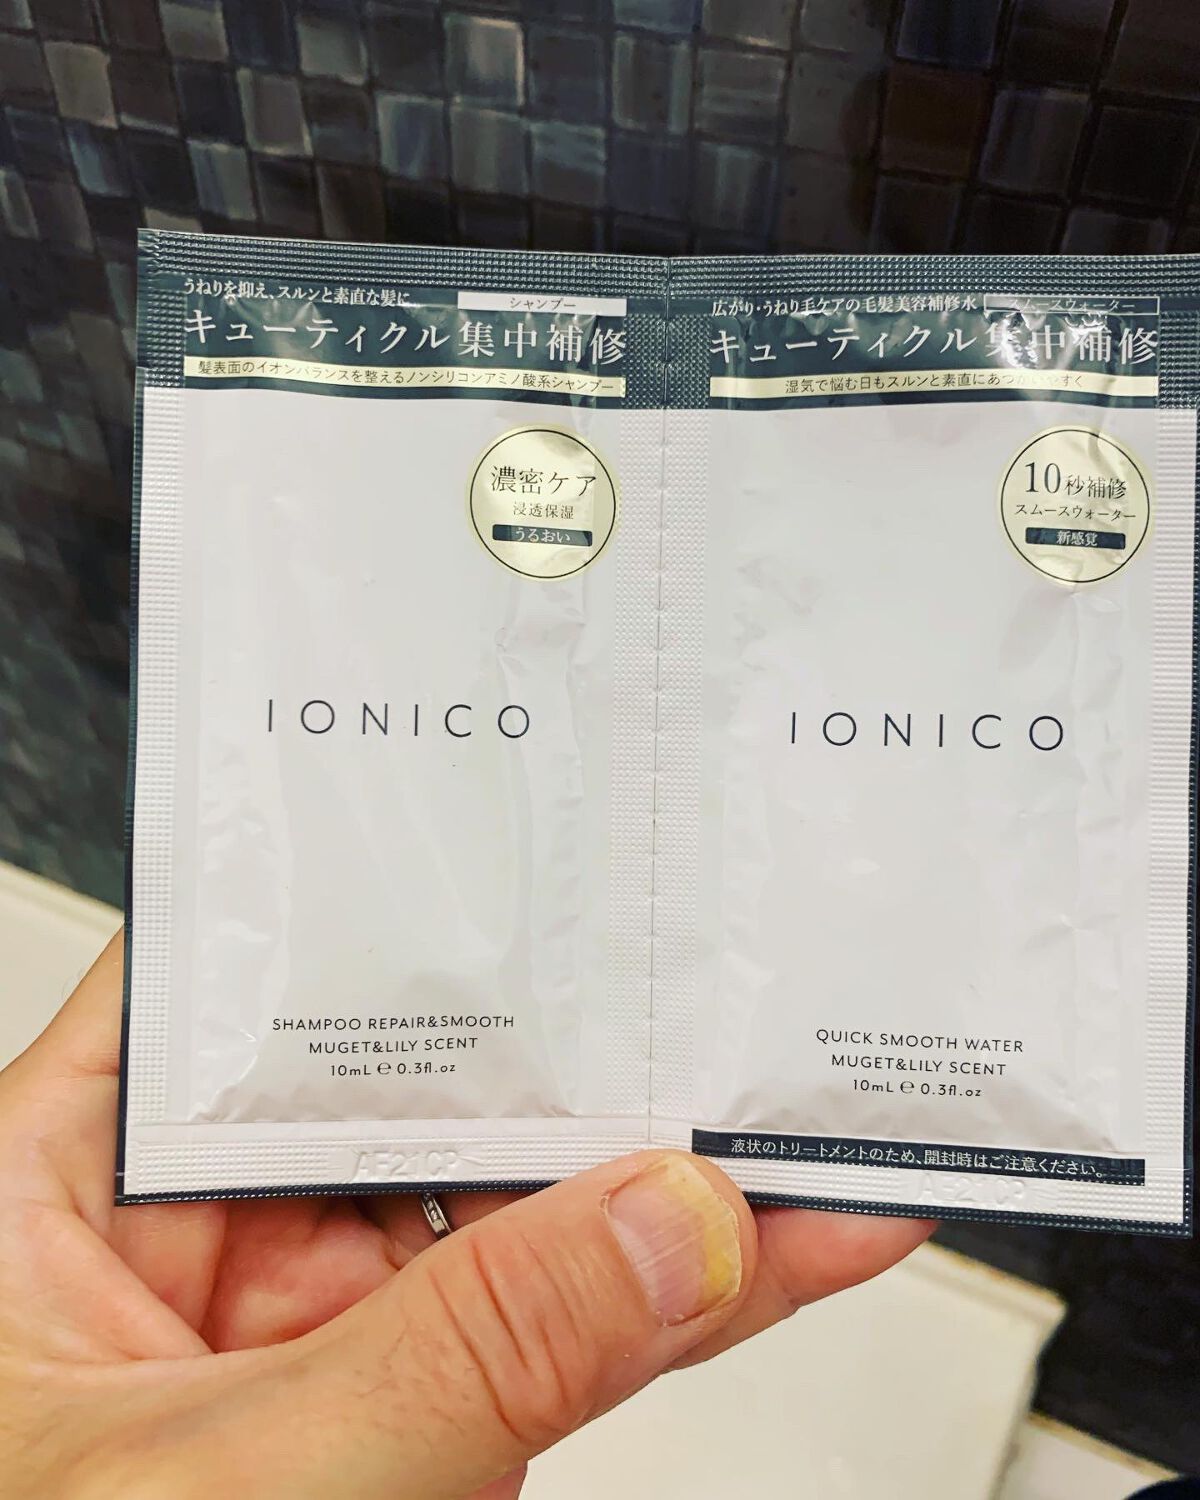 うねりを抑え、スルンと素直な髪に
シャンプー
キューティクル集中補修
髪表面のイオンバランスを整えるノンシリコンアミノ酸系シャンプー
濃密ケア
浸透保湿
うるおい
IONICO
SHAMPOO REPAIR&SMOOTH
MUGET&LILY SCENT
10mL ℮ 0.3fl.oz
AF21CP
広がり・うねり毛ケアの毛髪美容補修水
スムースウォーター
キューティクル集中補修
湿気で悩む日もスルンと素直にあつかいやすく
10秒補修
スムースウォーター
新感覚
IONICO
QUICK SMOOTH WATER
MUGET&LILY SCENT
10mL ℮ 0.3fl.oz
液状のトリートメントのため、開封時はご注意ください。